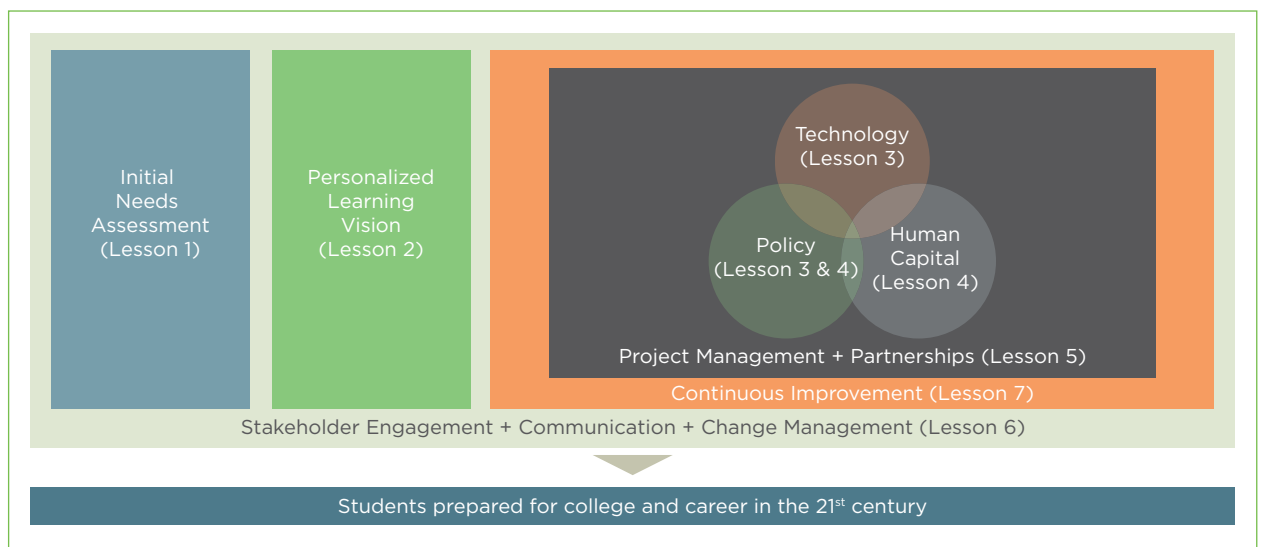 Initial
Needs
Assessment
(Lesson 1)
Personalized
Learning
Vision
(Lesson 2)
Technology
(Lesson 3)
Policy
(Lesson 3 & 4)
Human
Capital
(Lesson 4)
Project Management + Partnerships (Lesson 5)
Continuous Improvement (Lesson 7)
Stakeholder Engagement + Communication + Change Management (Lesson 6)
Students prepared for college and career in the 21st century